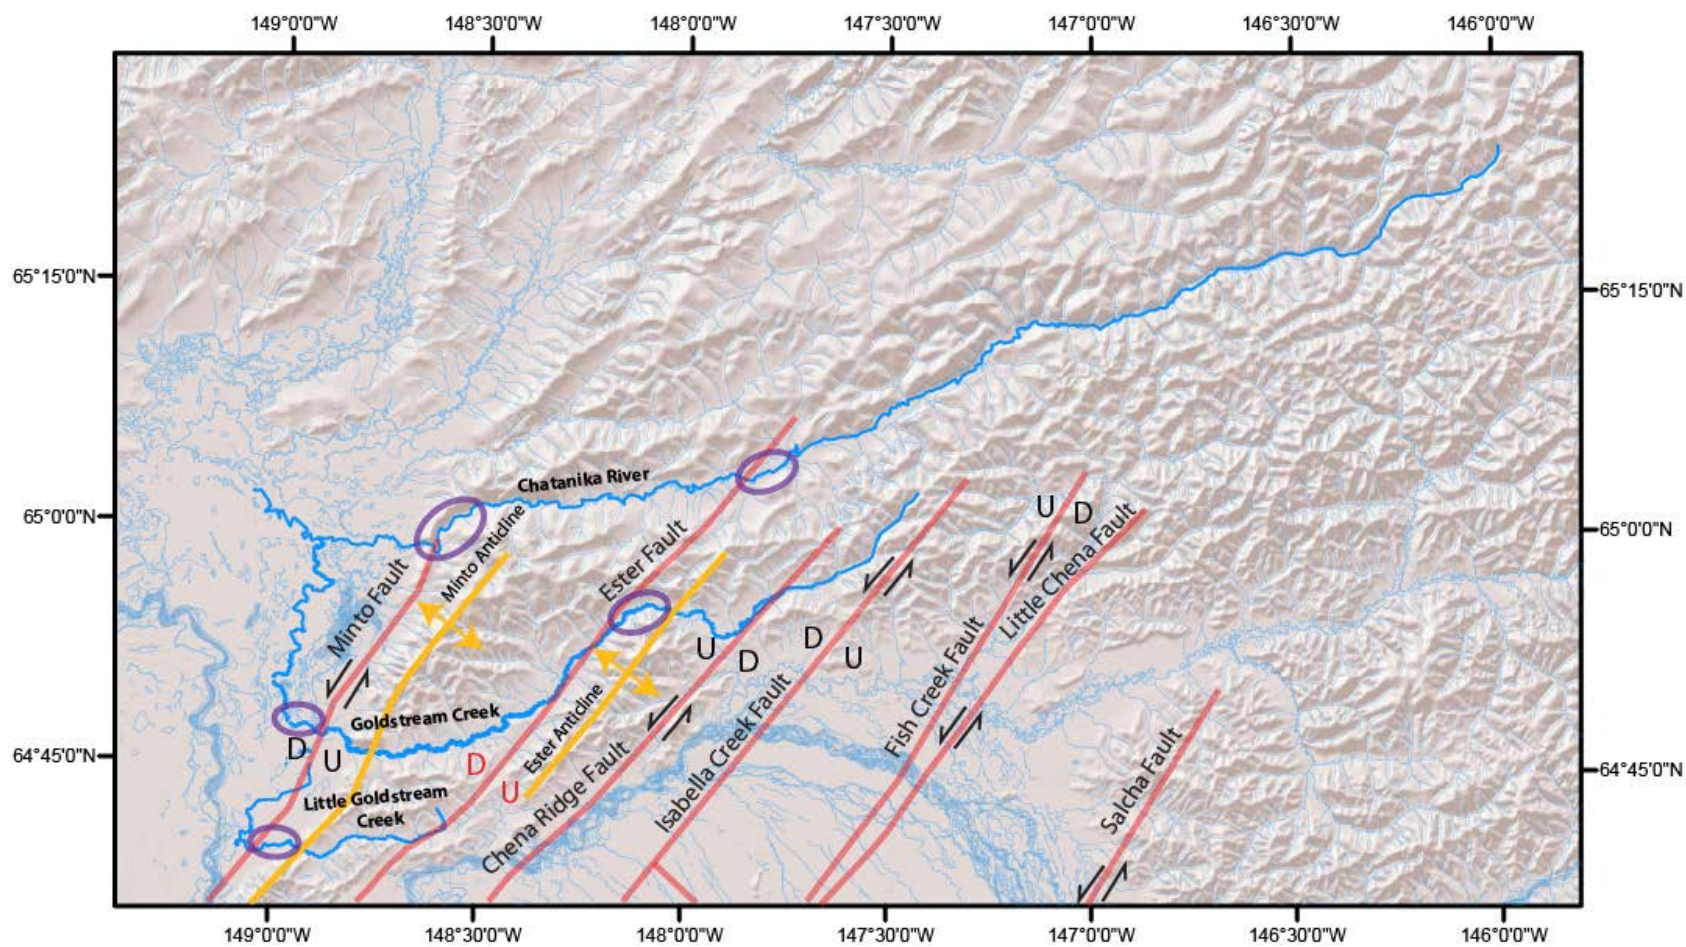 149°0'0"W
148°30'0"W
148°0'0"W
147°30'0"W
147°0'0"W
146°30'0"W
146°0'0"W
65°15'0"N
65°15'0"N
Chatanika River
65°0'0"N
65°0'0"N
Minto Anticline
Minto Fault
Ester Fault
U
D
Little Chena Fault
Fish Creek Fault
U
D
D
U
Goldstream Creek
D
U
D
U
Ester Anticline
Chena Ridge Fault
Isabella Creek Fault
Salcha Fault
64°45'0"N
64°45'0"N
Little Goldstream
Creek
149°0'0"W
148°30'0"W
148°0'0"W
147°30'0"W
147°0'0"W
146°30'0"W
146°0'0"W